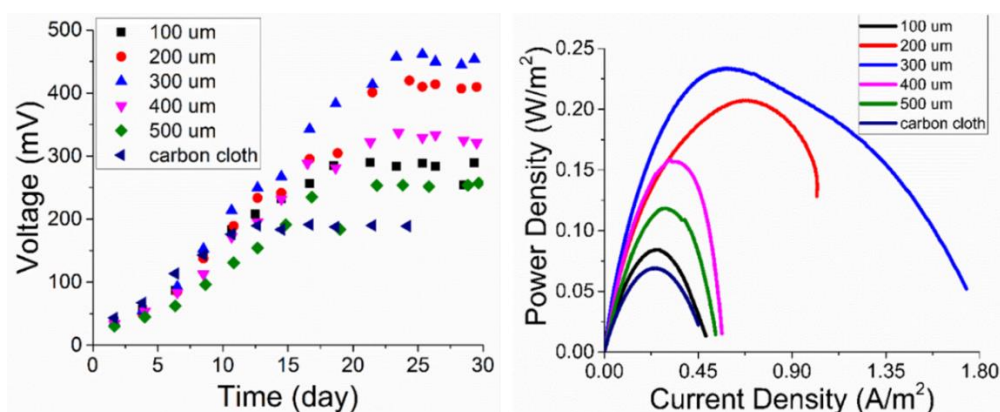 500
400
300
200
100
0
Voltage (mV)
100 um
200 um
300 um
400 um
500 um
carbon cloth
0 5 10 15 20 25 30
Time (day)
0.25
0.20
0.15
0.10
0.05
0.00
Power Density (W/m²)
100 um
200 um
300 um
400 um
500 um
carbon cloth
0.00 0.45 0.90 1.35 1.80
Current Density (A/m²)